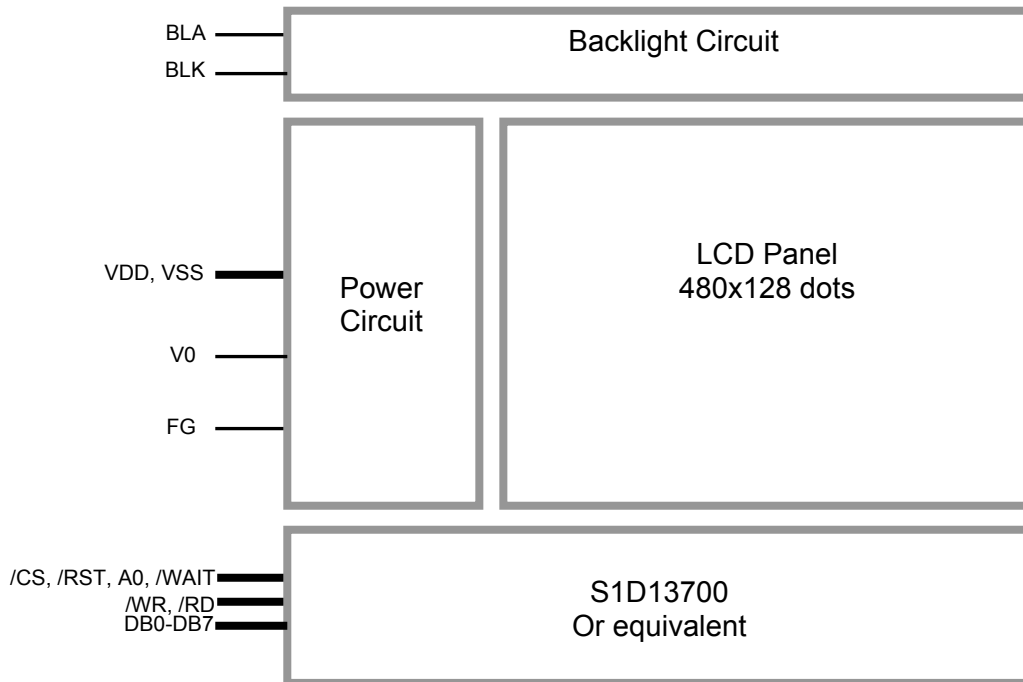 BLA
BLK
Backlight Circuit
VDD, VSS
V0
FG
Power
Circuit
LCD Panel
480x128 dots
/CS, /RST, A0, /WAIT
/WR, /RD
DB0-DB7
S1D13700
Or equivalent